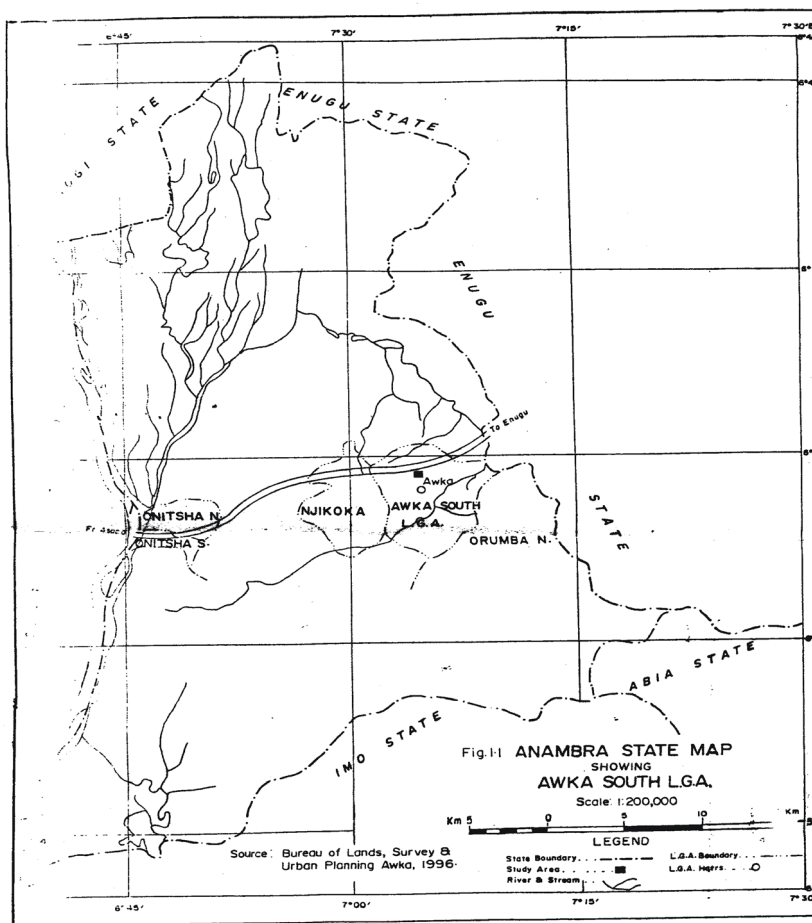 6°45'
7°30'
7°15'
7°30'E
ENUGU STATE
STATE
ENUGU
To Enugu
Awka
ONITSHA N.
NJIKOKA
AWKA SOUTH
L.G.A.
ONITSHA S.
ORUMBA N.
STATE
ABIA STATE
IMO STATE
Fig. 1·1 ANAMBRA STATE MAP
SHOWING
AWKA SOUTH L.G.A.
Scale: 1:200,000
Km 5 0 5 10 Km
LEGEND
State Boundary
L.G.A. Boundary
Study Area
L.G.A. Hqtrs.
River & Stream
Source: Bureau of Lands, Survey &
Urban Planning Awka, 1996.
6°45'
7°00'
7°15'